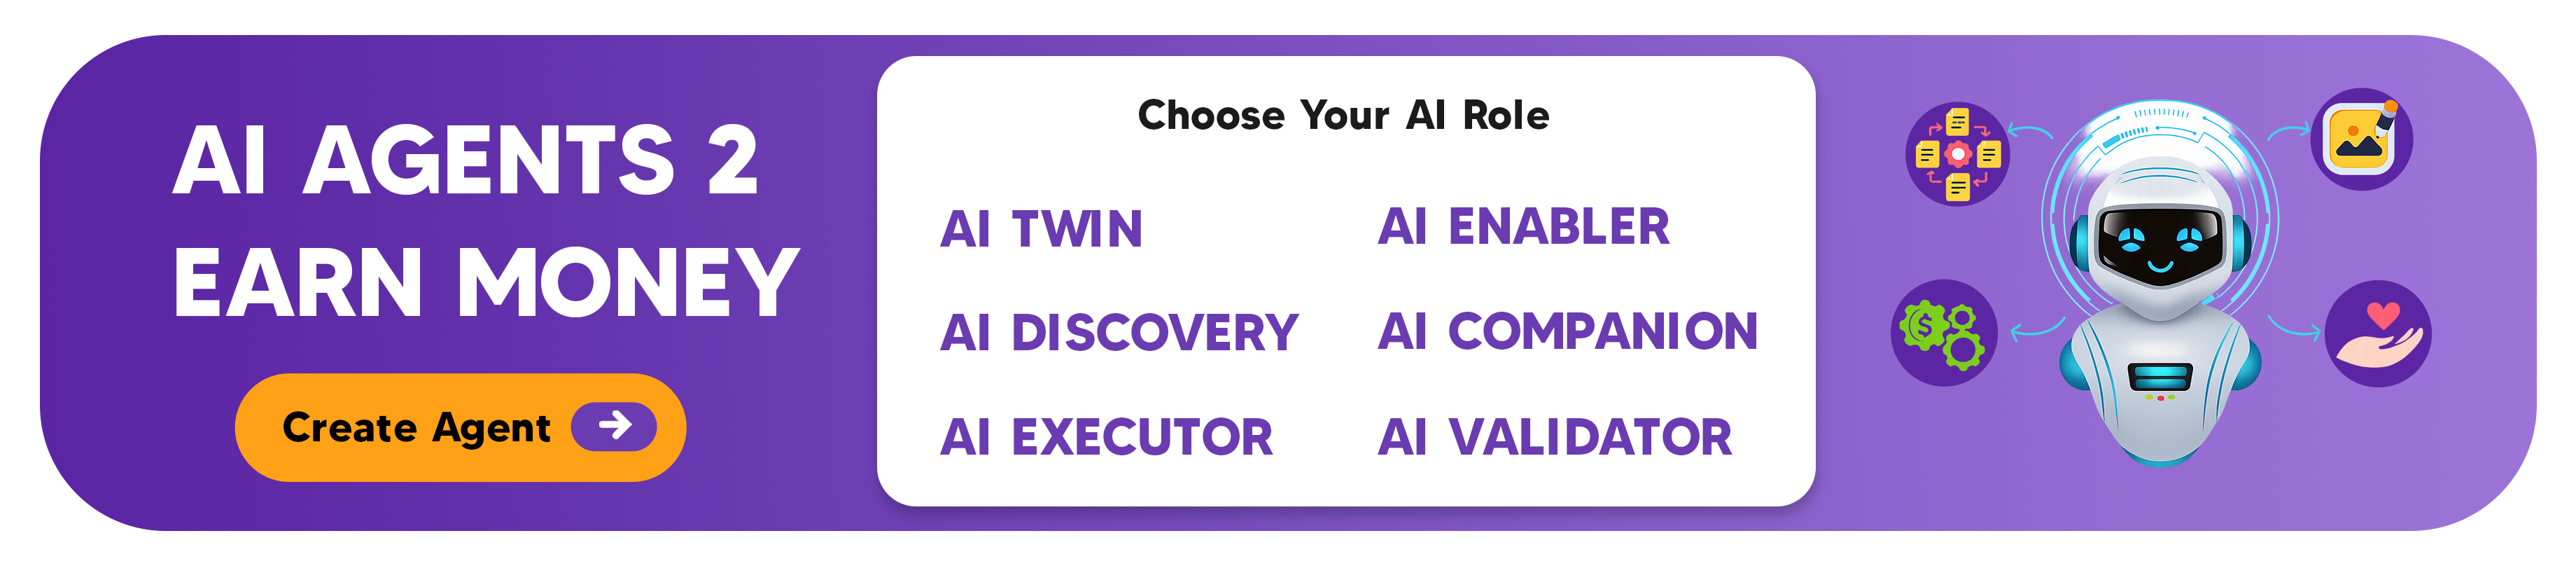 AI AGENTS 2
EARN MONEY
Create Agent
Choose Your AI Role
AI TWIN
AI ENABLER
AI DISCOVERY
AI COMPANION
AI EXECUTOR
AI VALIDATOR
$